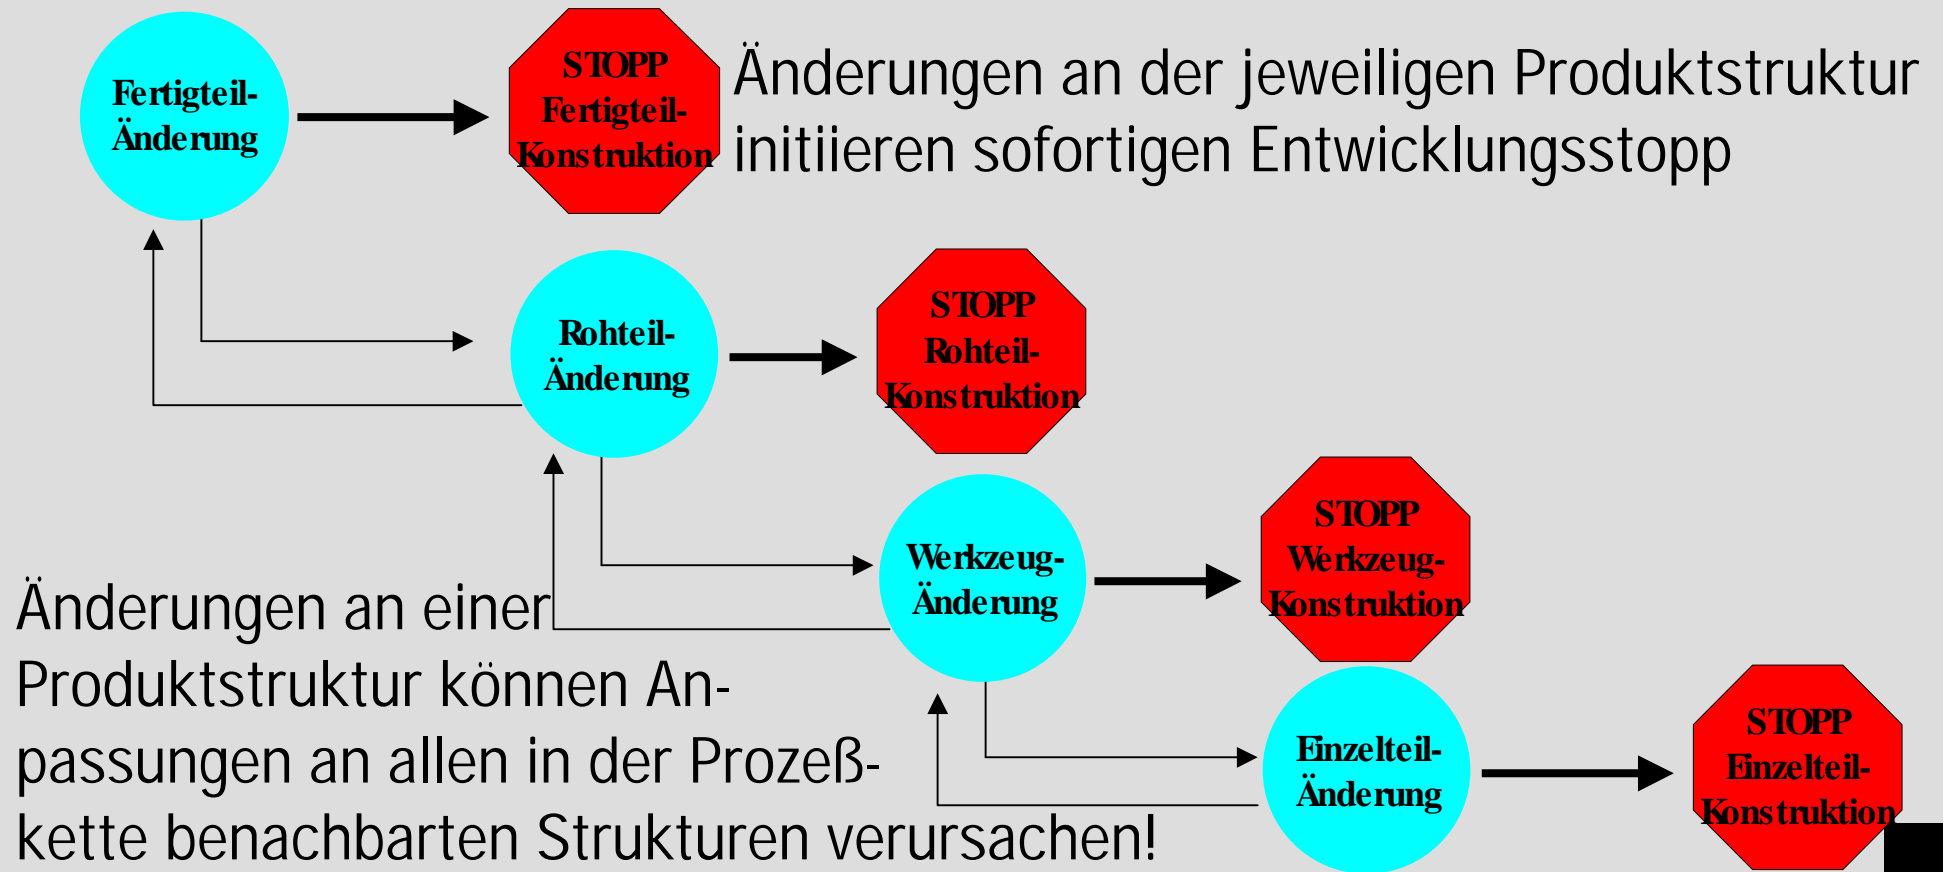 Fertigteil-
Änderung
STOPP
Fertigteil-
Konstruktion
Änderungen an der jeweiligen Produktstruktur
initiieren sofortigen Entwicklungsstopp
Rohteil-
Änderung
STOPP
Rohteil-
Konstruktion
Werkzeug-
Änderung
STOPP
Werkzeug-
Konstruktion
Änderungen an einer
Produktstruktur können An-
passungen an allen in der Prozeß-
kette benachbarten Strukturen verursachen!
Einzelteil-
Änderung
STOPP
Einzelteil-
Konstruktion